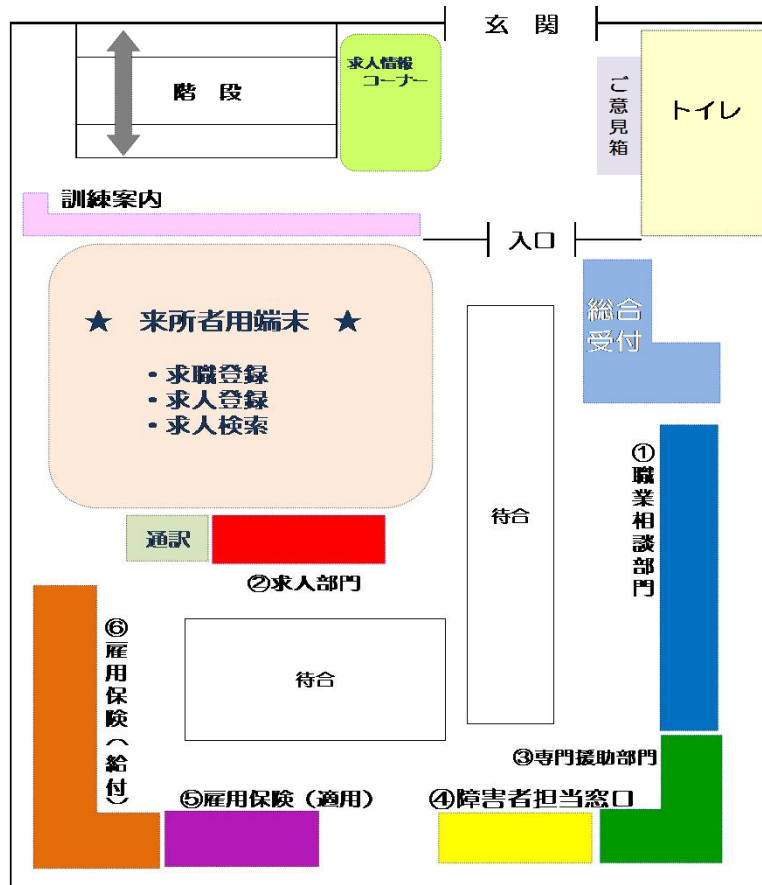 玄　関
階　段
求人情報
コーナー
ご意見箱
トイレ
訓練案内
入口
★　来所者用端末　★
・求職登録
・求人登録
・求人検索
総合
受付
①職業相談部門
待合
通訳
②求人部門
⑥雇用保険（給付）
待合
③専門援助部門
⑤雇用保険（適用）
④障害者担当窓口